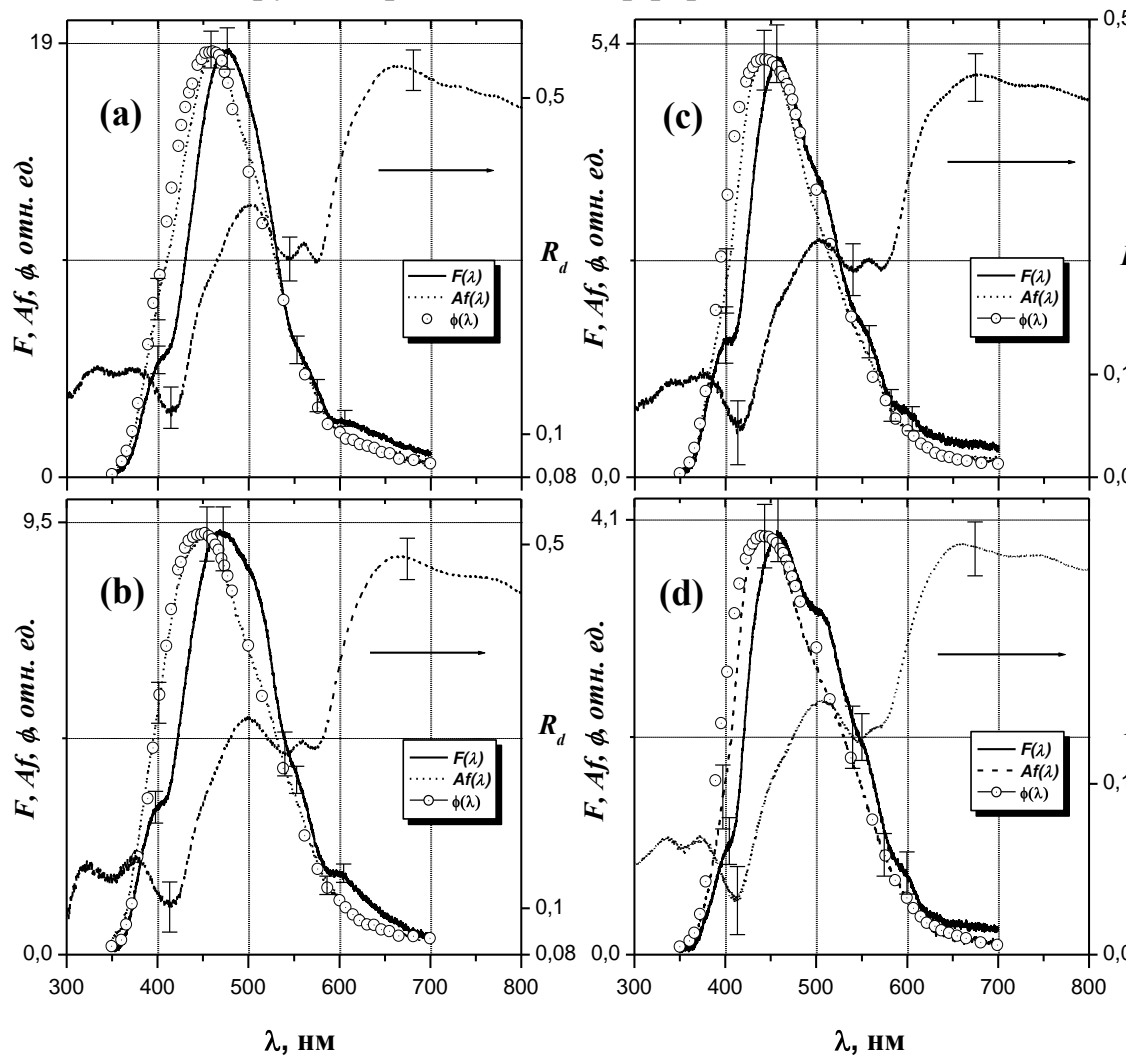 19
(a)
0,5
F, Af, ϕ, отн. ед.
R_d
F(λ)
Af(λ)
ϕ(λ)
0,1
0
0.08
5,4
(c)
F, Af, ϕ, отн. ед.
F(λ)
Af(λ)
ϕ(λ)
0,1
0,0
9,5
(b)
0,5
F, Af, ϕ, отн. ед.
R_d
F(λ)
Af(λ)
ϕ(λ)
0,1
0,0
0.08
300 400 500 600 700 800
λ, нм
4,1
(d)
F, Af, ϕ, отн. ед.
F(λ)
Af(λ)
ϕ(λ)
0,1
0,0
300 400 500 600 700 800
λ, нм